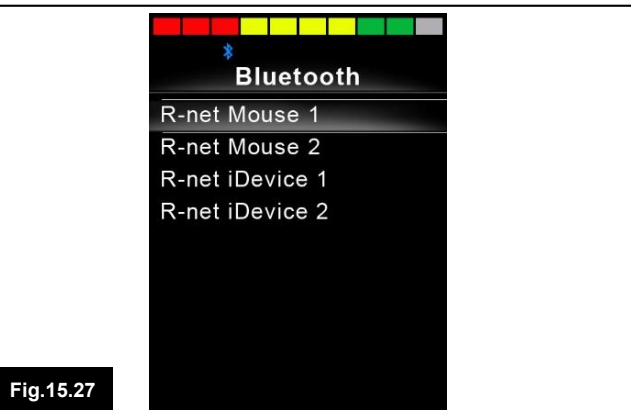 Bluetooth
R-net Mouse 1
R-net Mouse 2
R-net iDevice 1
R-net iDevice 2
Fig.15.27